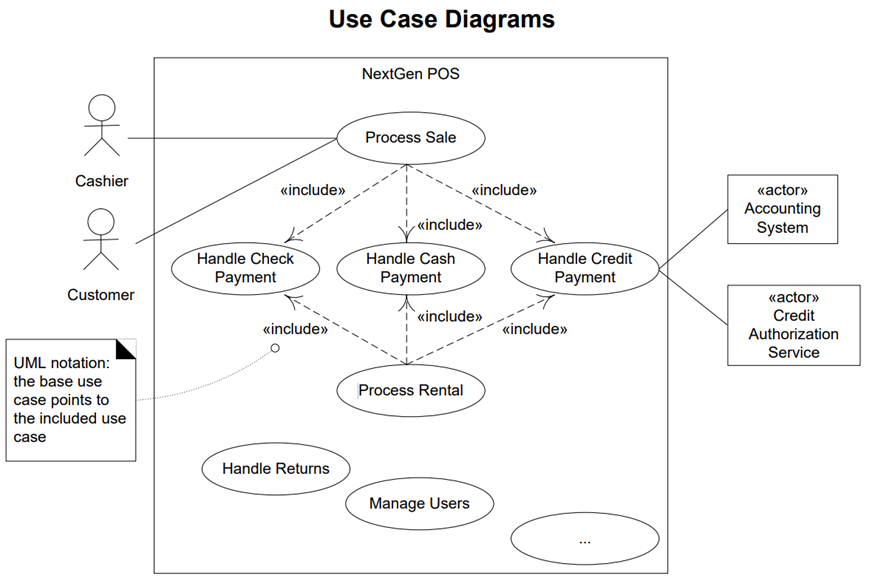 Use Case Diagrams
NextGen POS
Process Sale
Cashier
«include»
«include»
«include»
«actor»
Accounting
System
Customer
Handle Check
Payment
Handle Cash
Payment
Handle Credit
Payment
«actor»
Credit
Authorization
Service
«include»
«include»
«include»
UML notation:
the base use
case points to
the included use
case
Process Rental
Handle Returns
Manage Users
...